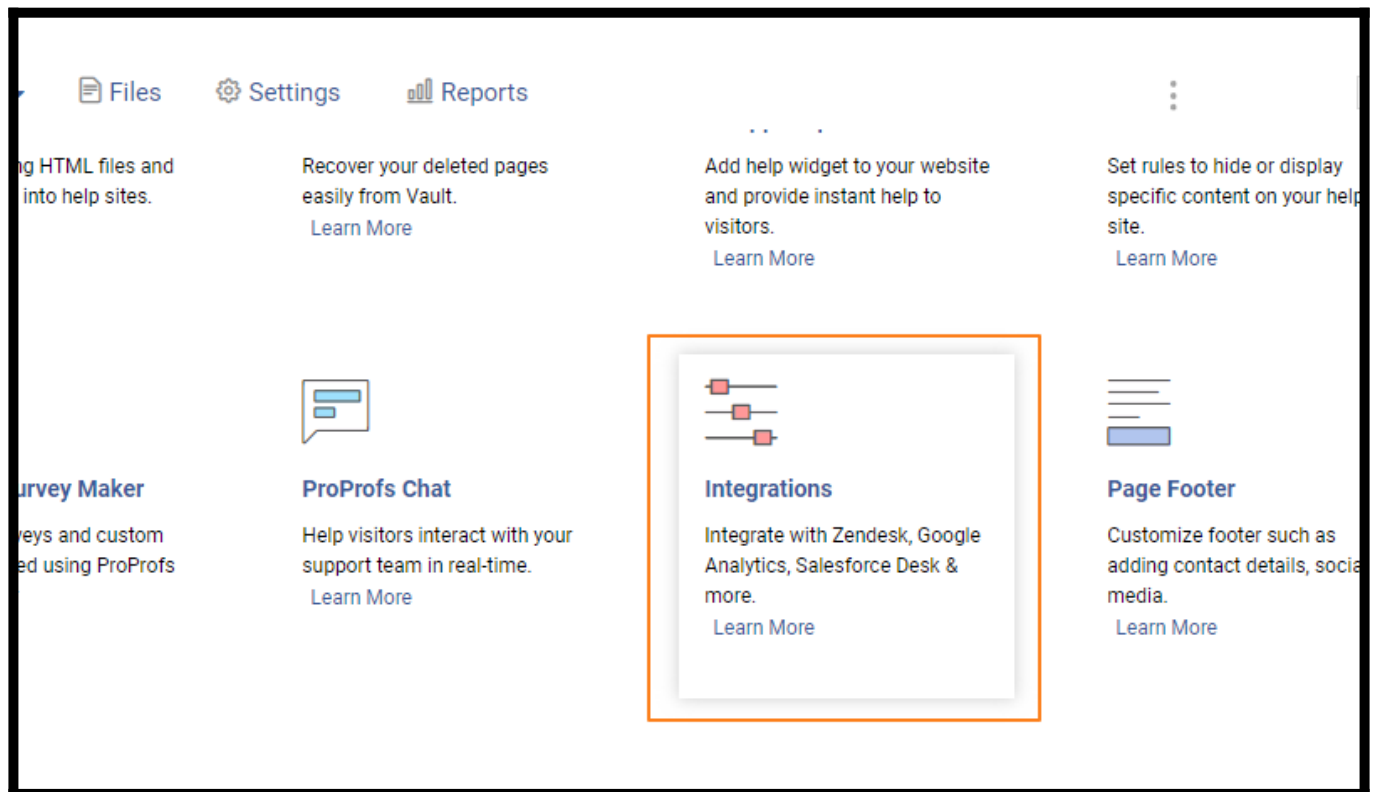 Files
Settings
Reports
HTML files and
into help sites.
Recover your deleted pages
easily from Vault.
Learn More
Add help widget to your website
and provide instant help to
visitors.
Learn More
Set rules to hide or display
specific content on your help
site.
Learn More
Maker
and custom
using ProProfs
ProProfs Chat
Help visitors interact with your
support team in real-time.
Learn More
Integrations
Integrate with Zendesk, Google
Analytics, Salesforce Desk &
more.
Learn More
Page Footer
Customize footer such as
adding contact details,
media.
Learn More